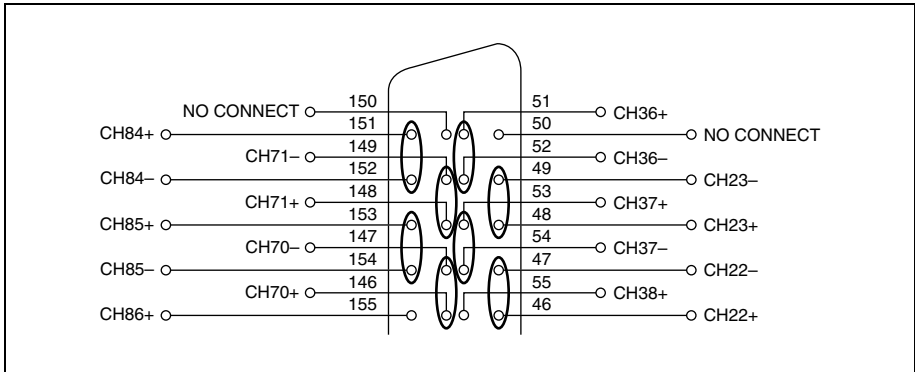 NO CONNECT 150 51 CH36+
CH84+ 151 50 NO CONNECT
CH71– 149 52 CH36–
CH84– 152 49 CH23–
CH71+ 148 53 CH37+
CH85+ 153 48 CH23+
CH70– 147 54 CH37–
CH85– 154 47 CH22–
CH70+ 146 55 CH38+
CH86+ 155 46 CH22+